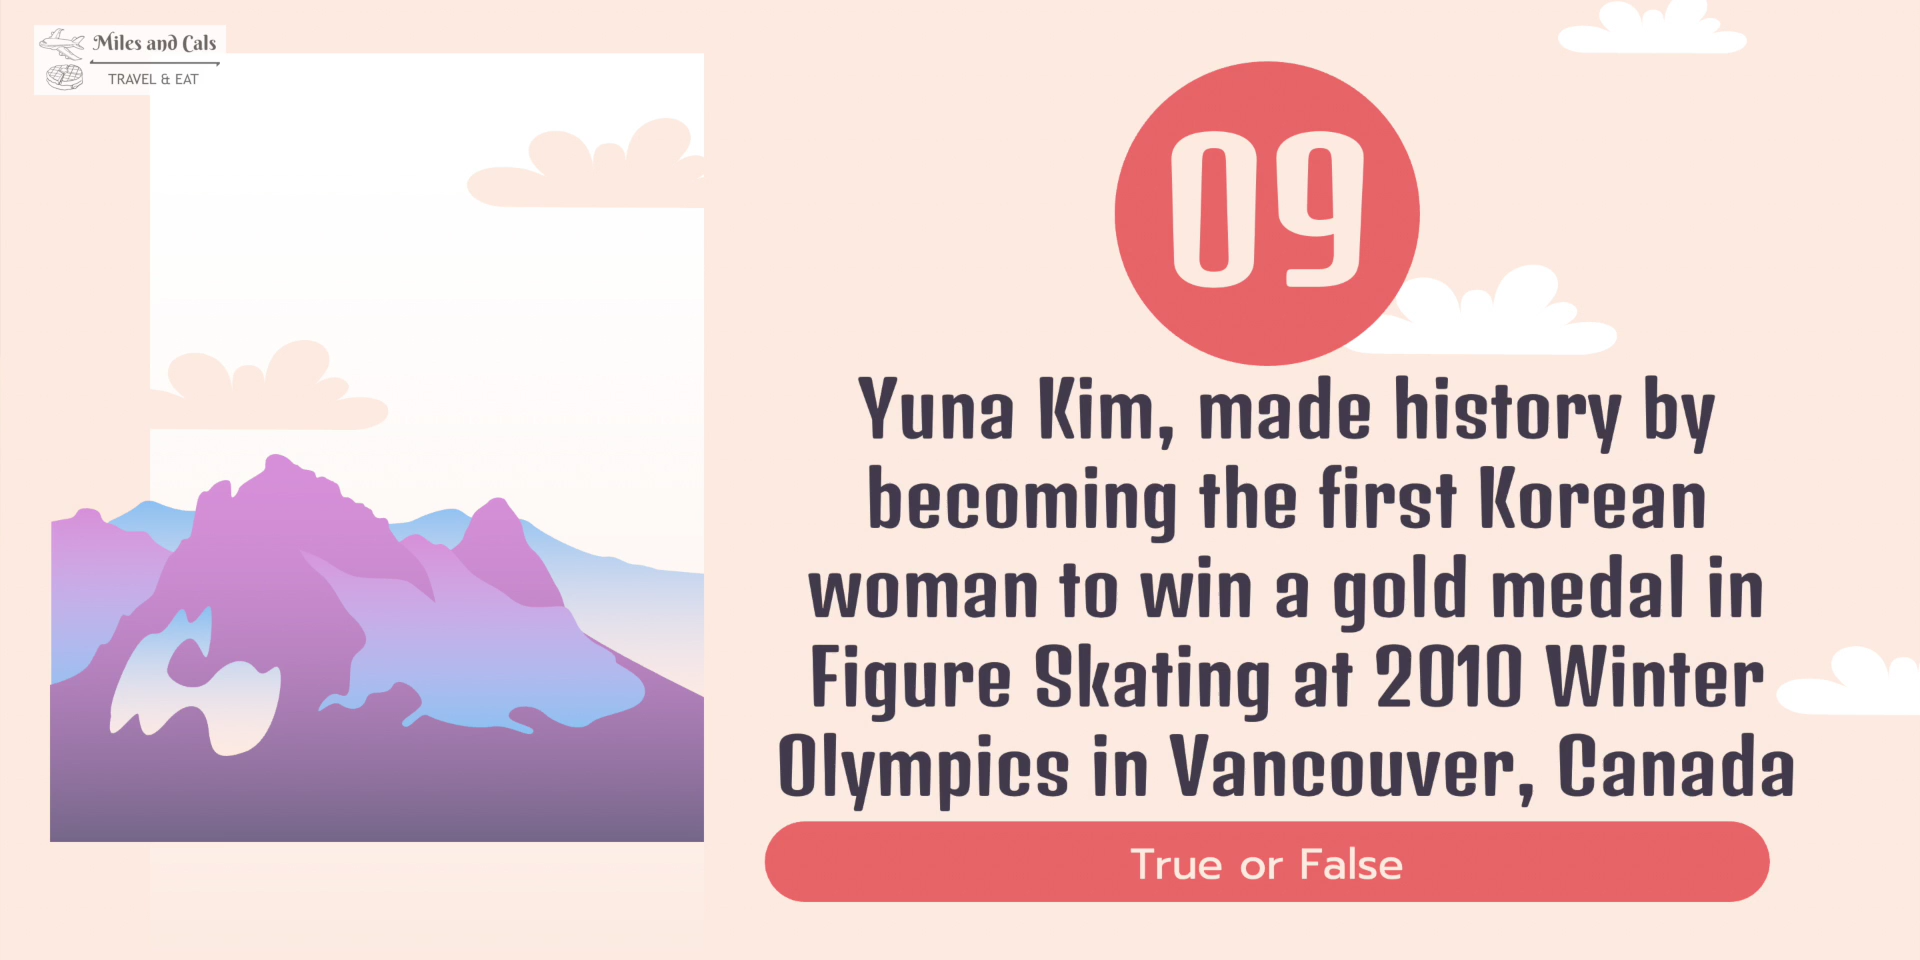 Miles and Cals
TRAVEL & EAT
09
Yuna Kim, made history by
becoming the first Korean
woman to win a gold medal in
Figure Skating at 2010 Winter
Olympics in Vancouver, Canada
True or False